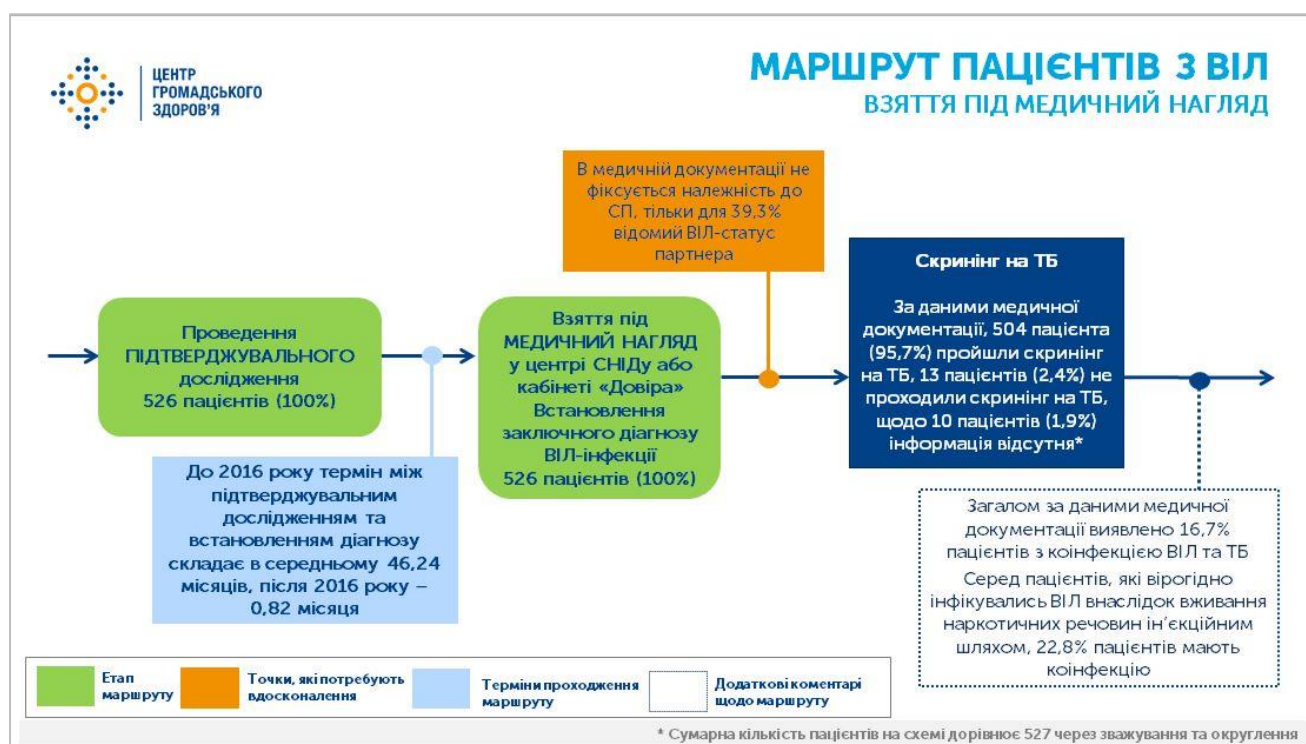 ЦЕНТР
ГРОМАДСЬКОГО
ЗДОРОВ'Я
МАРШРУТ ПАЦІЄНТІВ З ВІЛ
ВЗЯТТЯ ПІД МЕДИЧНИЙ НАГЛЯД
В медичній документації не
фіксується належність до
СП, тільки для 39,3%
відомий ВІЛ-статус
партнера
Проведення
ПІДТВЕРДЖУВАЛЬНОГО
дослідження
526 пацієнтів (100%)
До 2016 року термін між
підтверджувальним
дослідженням та
встановленням діагнозу
складає в середньому 46,24
місяців, після 2016 року –
0,82 місяця
Взяття під
МЕДИЧНИЙ НАГЛЯД
у центрі СНІДу або
кабінеті «Довіра»
Встановлення
заключного діагнозу
ВІЛ-інфекції
526 пацієнтів (100%)
Скринінг на ТБ
За даними медичної
документації, 504 пацієнта
(95,7%) пройшли скринінг
на ТБ, 13 пацієнтів (2,4%) не
проходили скринінг на ТБ,
щодо 10 пацієнтів (1,9%)
інформація відсутня*
Загалом за даними медичної
документації виявлено 16,7%
пацієнтів з коінфекцією ВІЛ та ТБ
Серед пацієнтів, які вірогідно
інфікувались ВІЛ внаслідок вживання
наркотичних речовин ін'єкційним
шляхом, 22,8% пацієнтів мають
коінфекцію
Етап
маршруту
Точки, які потребують
вдосконалення
Терміни проходження
маршруту
Додаткові коментарі
щодо маршруту
* Сумарна кількість пацієнтів на схемі дорівнює 527 через зважування та округлення